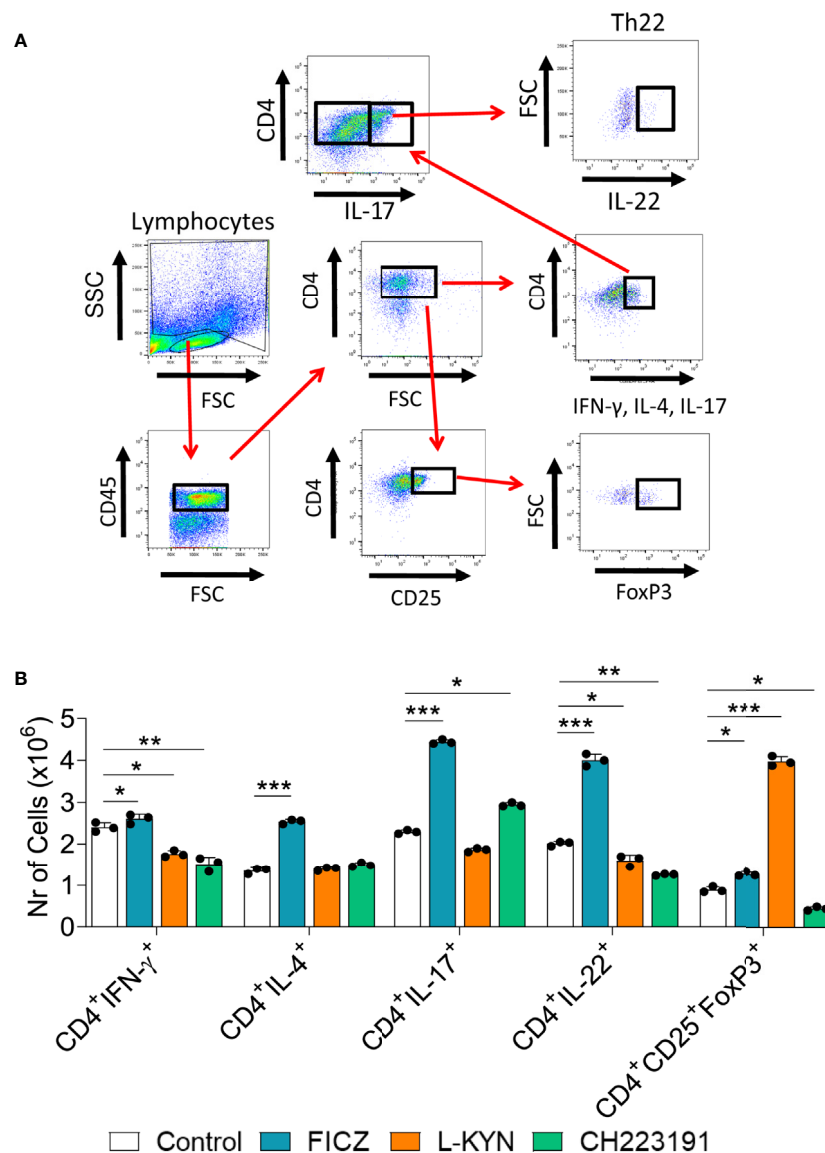 A
Th22
CD4
IL-17
FSC
IL-22
Lymphocytes
SSC
FSC
CD4
FSC
CD4
IFN-γ, IL-4, IL-17
CD45
FSC
CD4
CD25
FSC
FoxP3
B
Nr of Cells (x10⁶)
5
4
3
2
1
0
** * *
***
* ***
** * ***
* *** *
CD4⁺IFN-γ⁺
CD4⁺IL-4⁺
CD4⁺IL-17⁺
CD4⁺IL-22⁺
CD4⁺CD25⁺FoxP3⁺
Control FICZ L-KYN CH223191